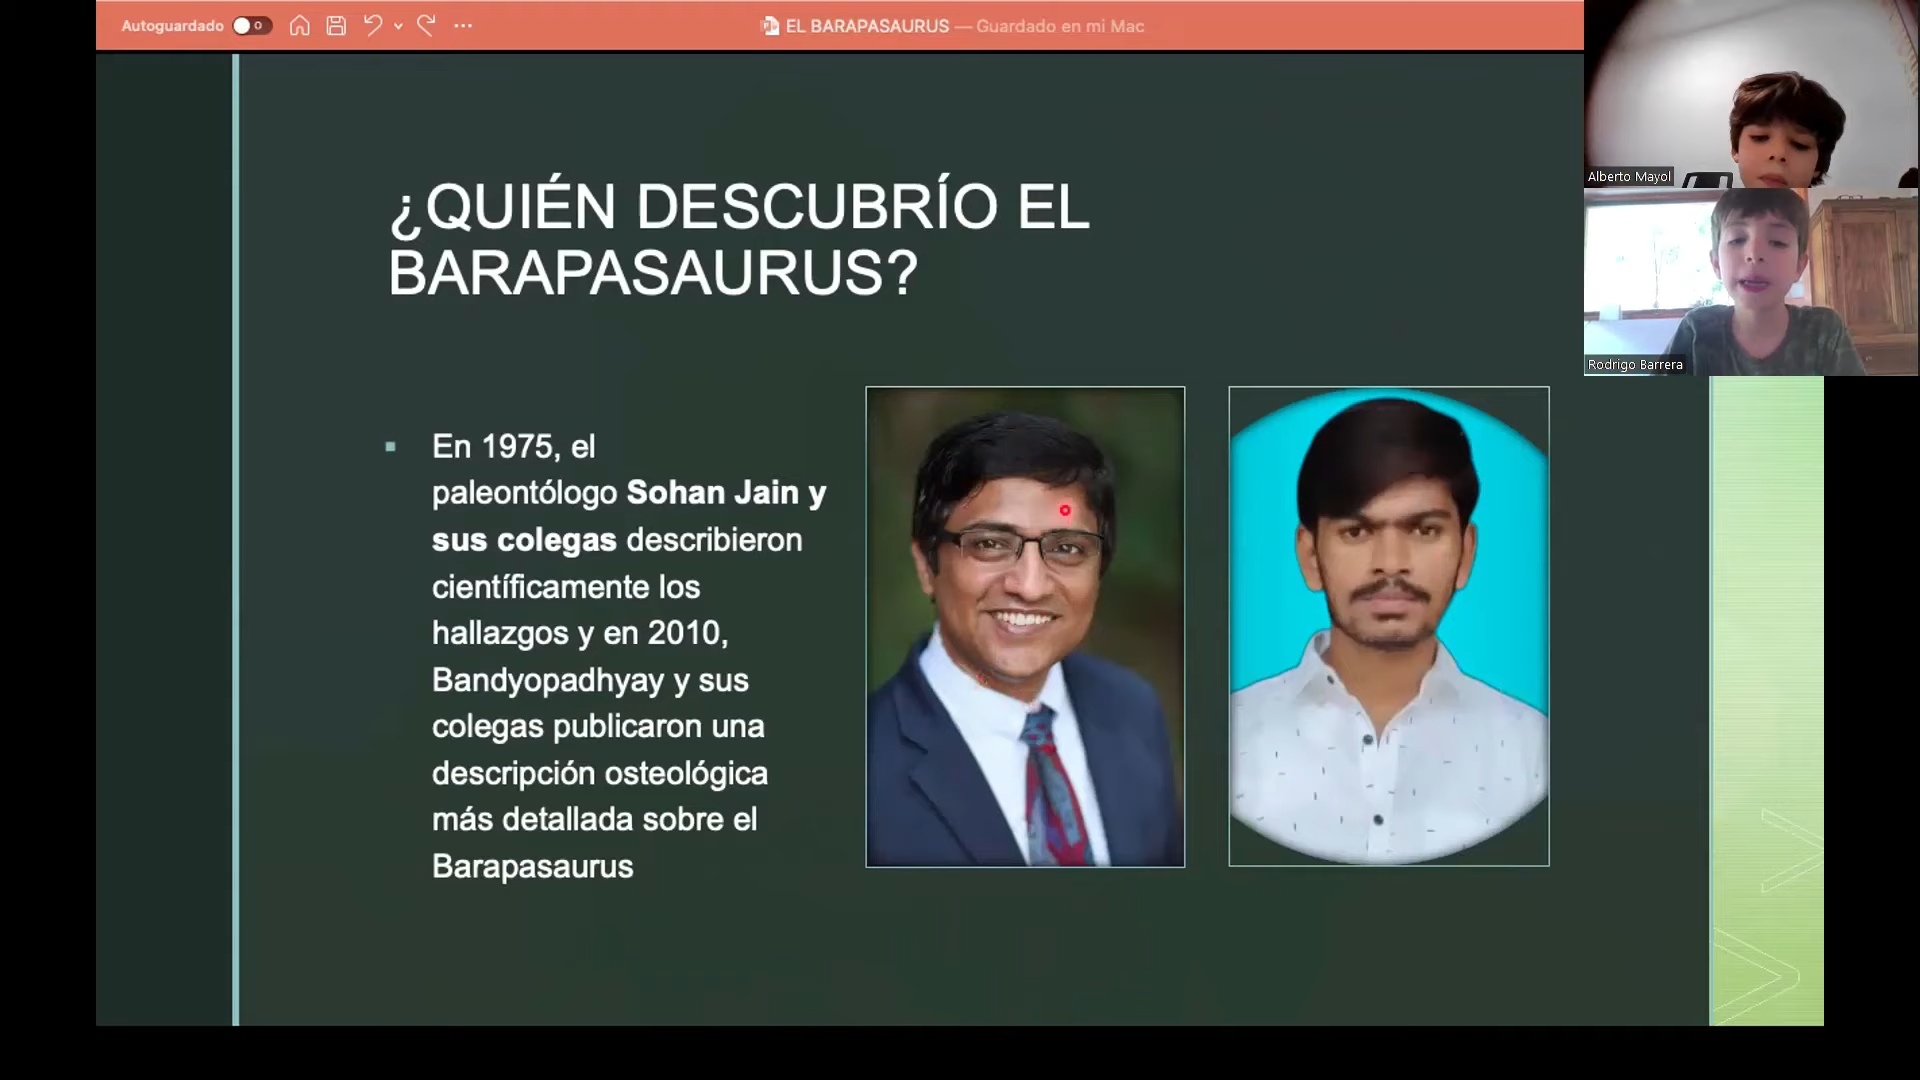 Autoguardado
EL BARAPASAURUS — Guardado en mi Mac
¿QUIÉN DESCUBRÍO EL
BARAPASAURUS?
En 1975, el
paleontólogo Sohan Jain y
sus colegas describieron
científicamente los
hallazgos y en 2010,
Bandyopadhyay y sus
colegas publicaron una
descripción osteológica
más detallada sobre el
Barapasaurus
Alberto Mayol
Rodrigo Barrera